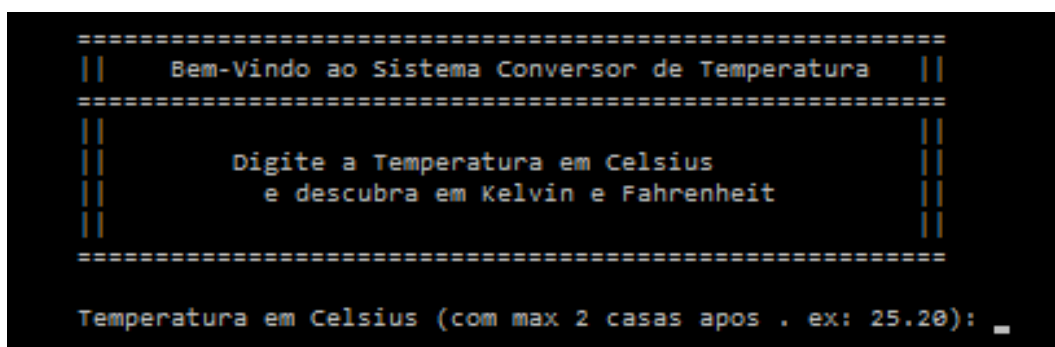 ========================================================
||    Bem-Vindo ao Sistema Conversor de Temperatura   ||
========================================================
||                                                    ||
||        Digite a Temperatura em Celsius             ||
||          e descubra em Kelvin e Fahrenheit         ||
||                                                    ||
========================================================
Temperatura em Celsius (com max 2 casas apos . ex: 25.20): _